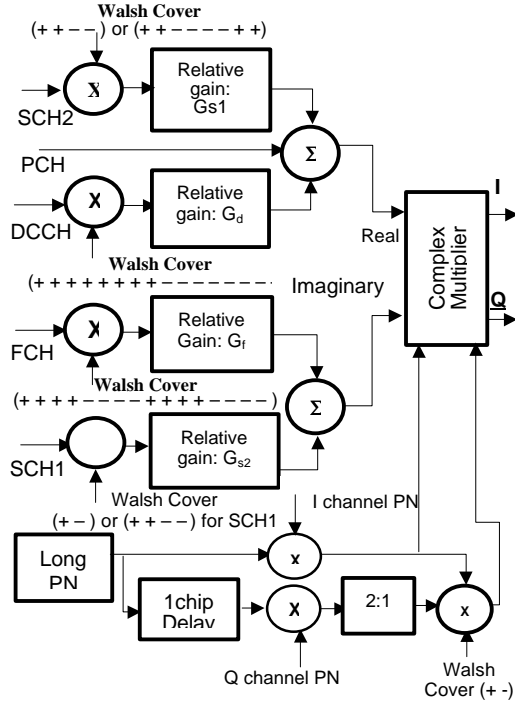 Walsh Cover
(+ + − −) or (+ + − − − − + +)
X
Relative gain: Gs1
SCH2
Σ
PCH
X
Relative gain: Gd
DCCH
I
Real
Complex Multiplier
Walsh Cover
(+ + + + + + + + − − − − − − − −)
Imaginary
Q
X
Relative Gain: Gf
FCH
Walsh Cover
(+ + + + − − − − + + + + − − − −)
Σ
Relative gain: Gs2
SCH1
Walsh Cover
(+ −) or (+ + − −) for SCH1
I channel PN
Long PN
x
1chip Delay
X
2:1
x
Q channel PN
Walsh Cover (+ -)